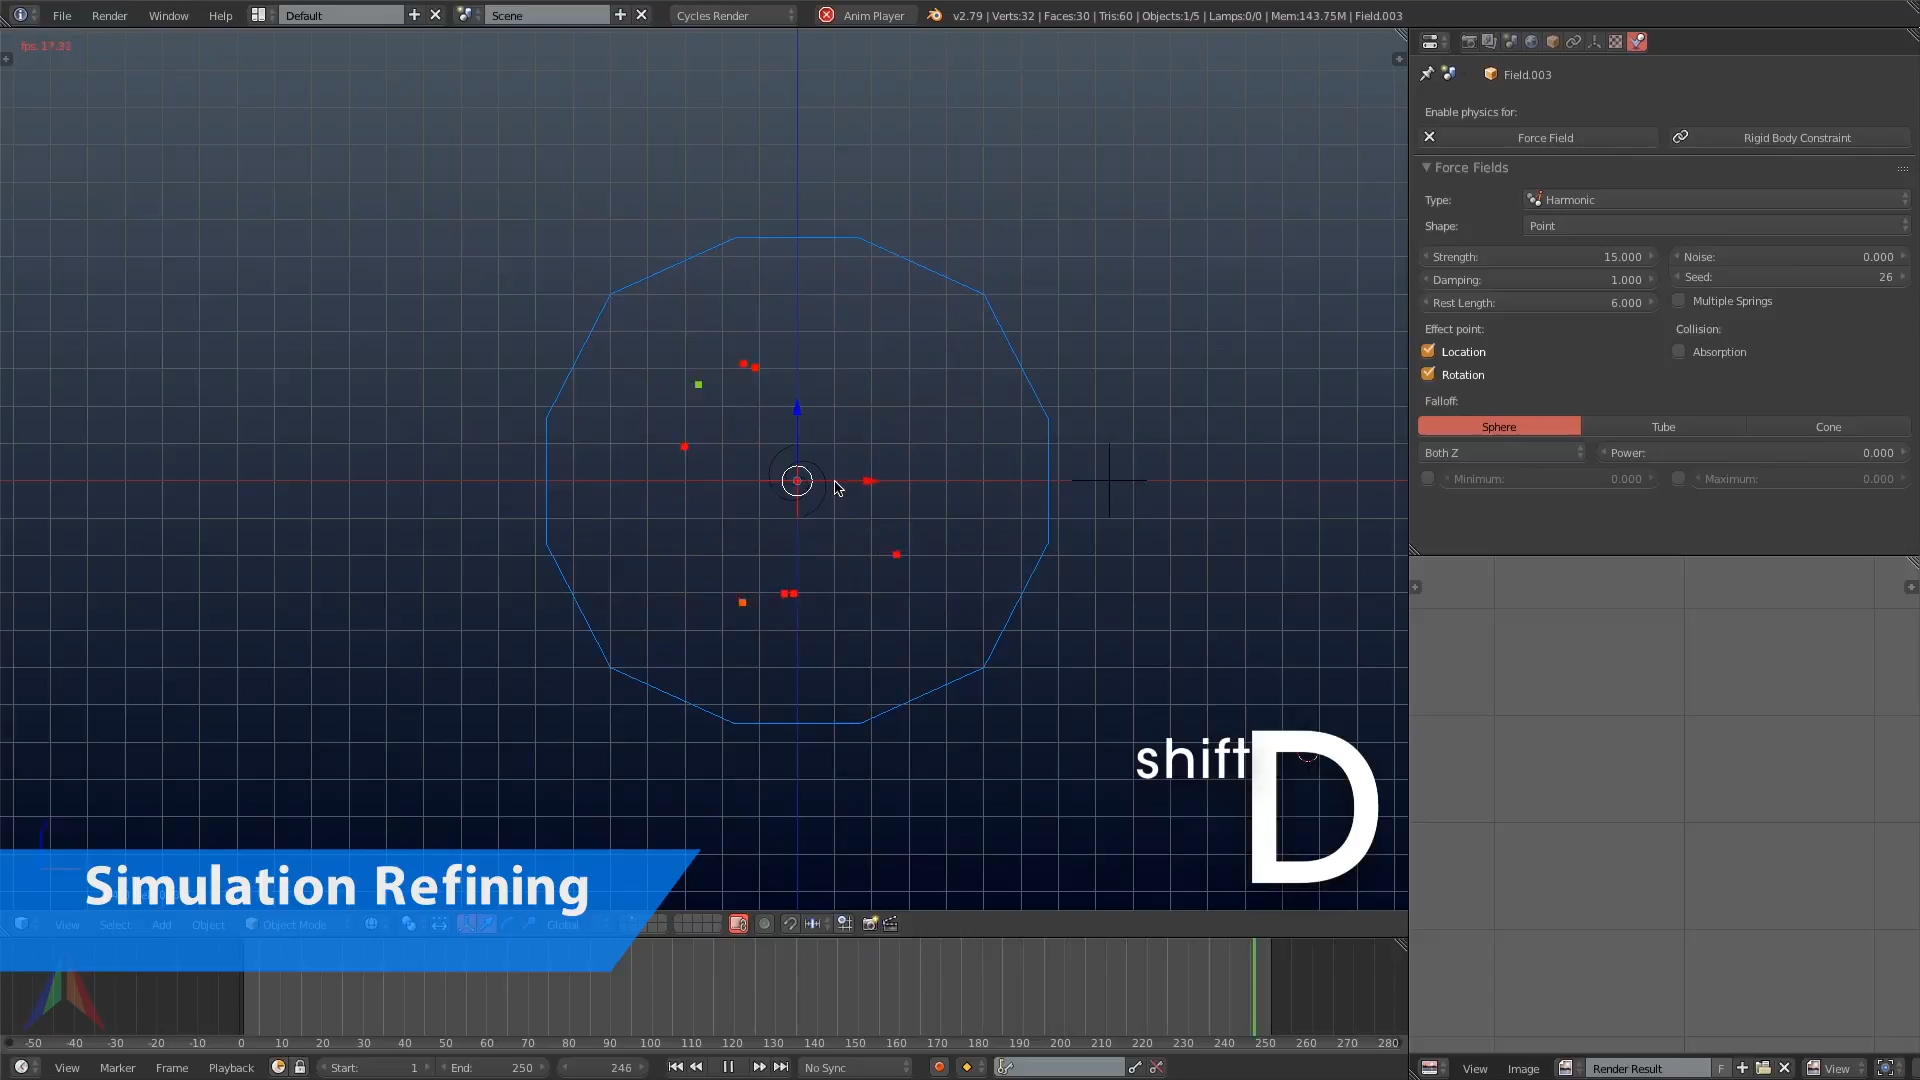 File Render Window Help Default Scene Cycles Render Anim Player v2.79 | Verts:32 | Faces:30 | Tris:60 | Objects:1/5 | Lamps:0/0 | Mem:143.75M | Field.003
Field.003
Enable physics for:
Force Field Rigid Body Constraint
Force Fields
Type: Harmonic
Shape: Point
Strength: 15.000 Noise: 0.000
Damping: 1.000 Seed: 26
Rest Length: 6.000 Multiple Springs
Effect point: Collision:
Location Absorption
Rotation
Falloff:
Sphere Tube Cone
Both Z Power: 0.000
Minimum: 0.000 Maximum: 0.000
shift D
Simulation Refining
View Select Add Object Object Mode Global
-50 -40 -30 -20 -10 0 10 20 30 40 50 60 70 80 90 100 110 120 130 140 150 160 170 180 190 200 210 220 230 240 250 260 270 280
View Marker Frame Playback Start: 1 End: 250 246 No Sync View Image Render Result F View